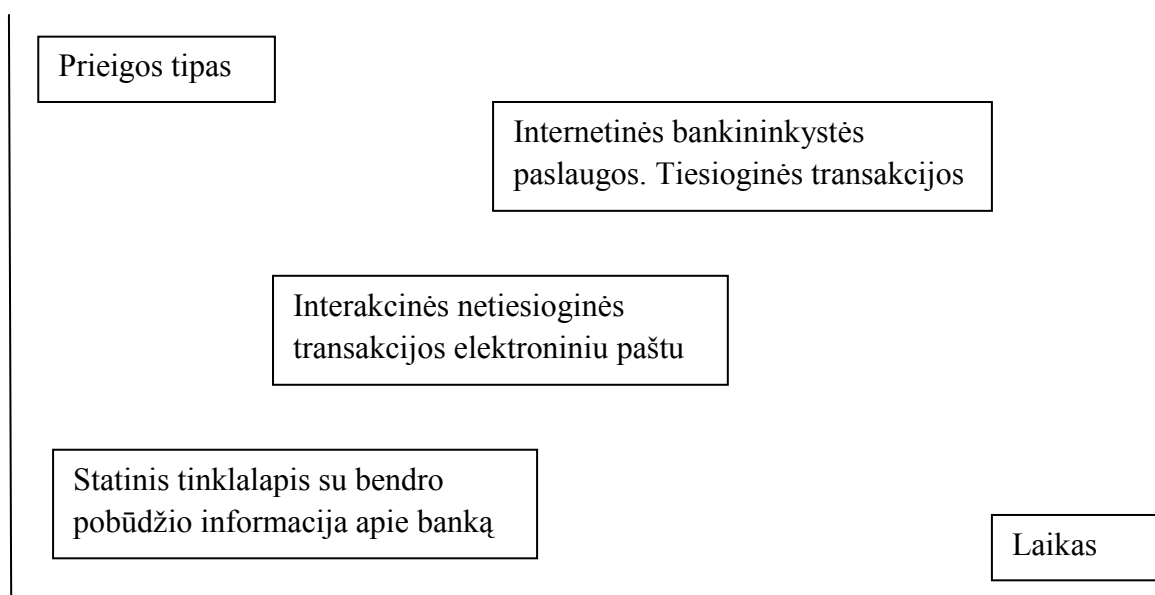 Prieigos tipas
Internetinės bankininkystės
paslaugos. Tiesioginės transakcijos
Interakcinės netiesioginės
transakcijos elektroniniu paštu
Statinis tinklalapis su bendro
pobūdžio informacija apie banką
Laikas